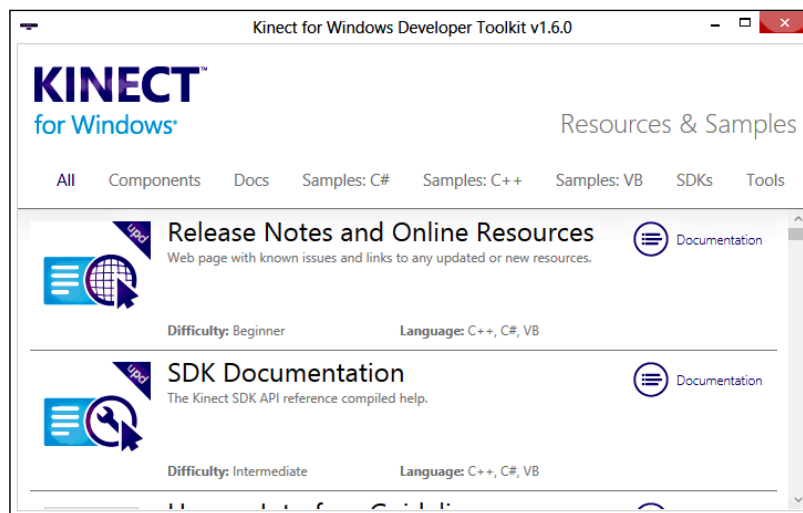 Kinect for Windows Developer Toolkit v1.6.0
KINECT™
for Windows®
Resources & Samples
All Components Docs Samples: C# Samples: C++ Samples: VB SDKs Tools
upd
Release Notes and Online Resources
Documentation
Web page with known issues and links to any updated or new resources.
Difficulty: Beginner Language: C++, C#, VB
upd
SDK Documentation
Documentation
The Kinect SDK API reference compiled help.
Difficulty: Intermediate Language: C++, C#, VB